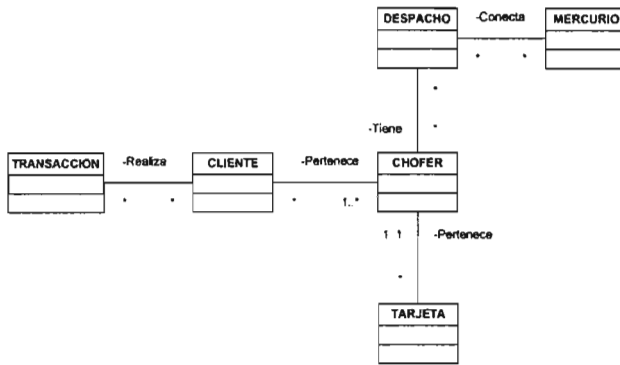 DESPACHO -Conecta MERCURIO
* *
*
*
-Tiene
TRANSACCION -Realiza CLIENTE -Pertenece CHOFER
* * * 1..*
1 1 -Pertenece
*
TARJETA